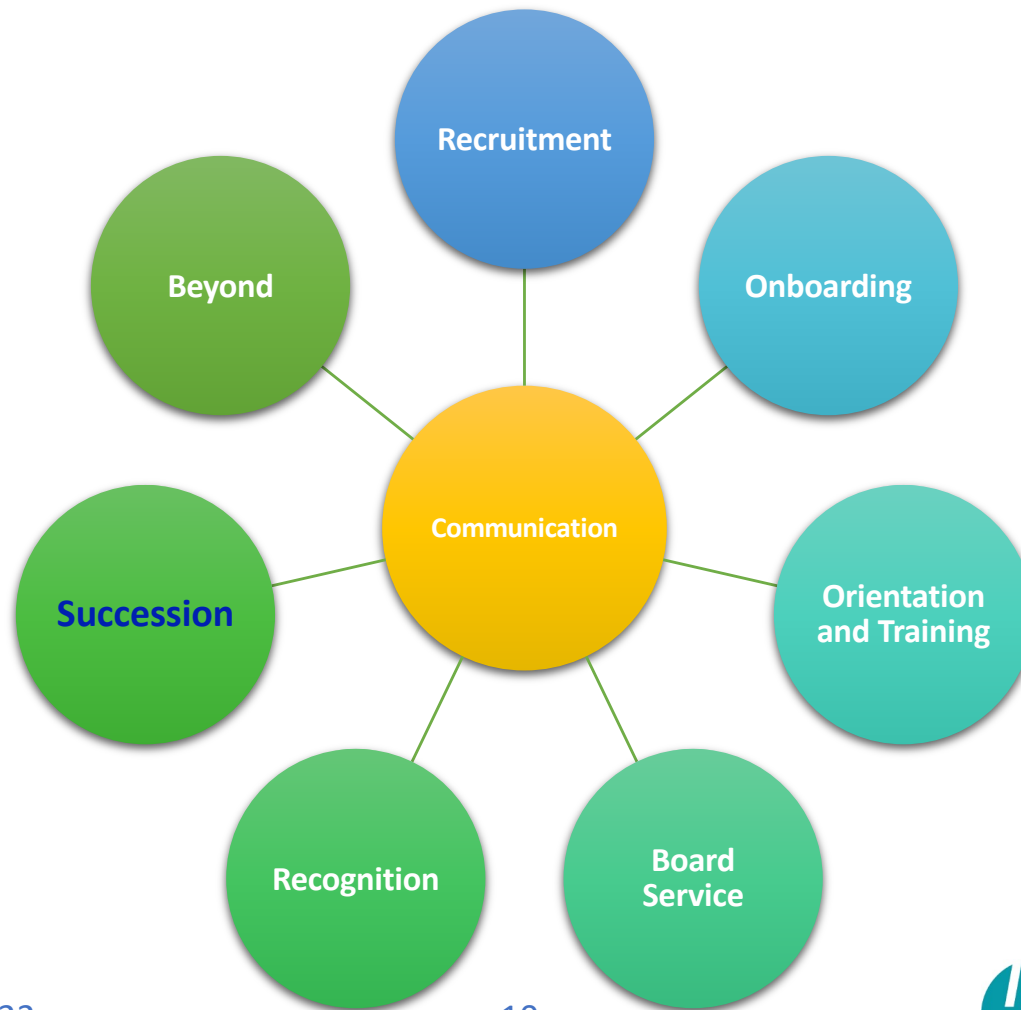 Recruitment
Onboarding
Orientation
and Training
Board
Service
Recognition
Succession
Beyond
Communication